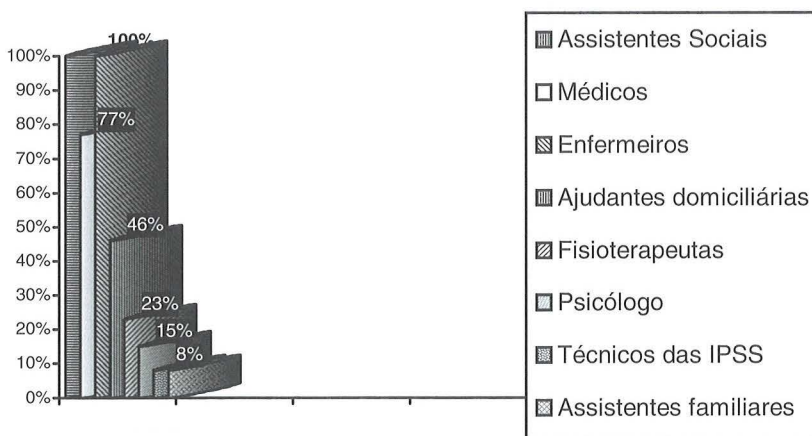 100%
100%
90%
80%
77%
70%
60%
50%
46%
40%
30%
23%
20%
15%
10%
8%
0%
Assistentes Sociais
Médicos
Enfermeiros
Ajudantes domiciliárias
Fisioterapeutas
Psicólogo
Técnicos das IPSS
Assistentes familiares